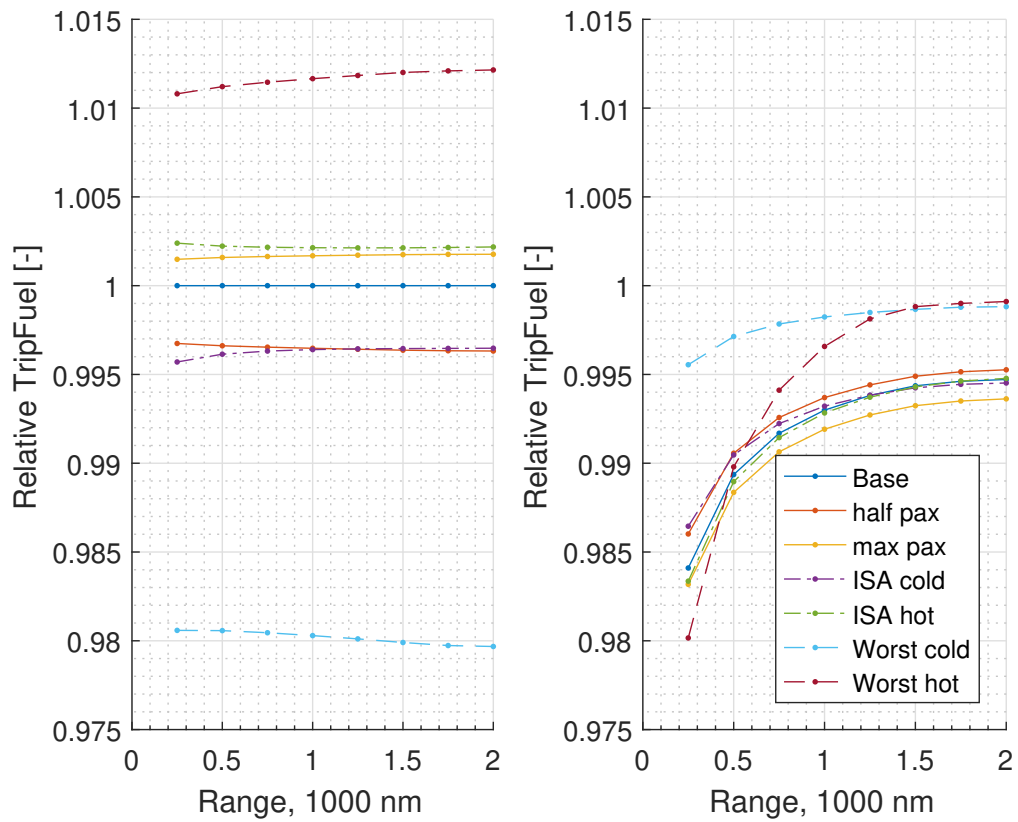 1.015
1.01
1.005
1
0.995
0.99
0.985
0.98
0.975
0
0.5
1
1.5
2
Relative TripFuel [-]
Range, 1000 nm
1.015
1.01
1.005
1
0.995
0.99
0.985
0.98
0.975
0
0.5
1
1.5
2
Relative TripFuel [-]
Range, 1000 nm
Base
half pax
max pax
ISA cold
ISA hot
Worst cold
Worst hot